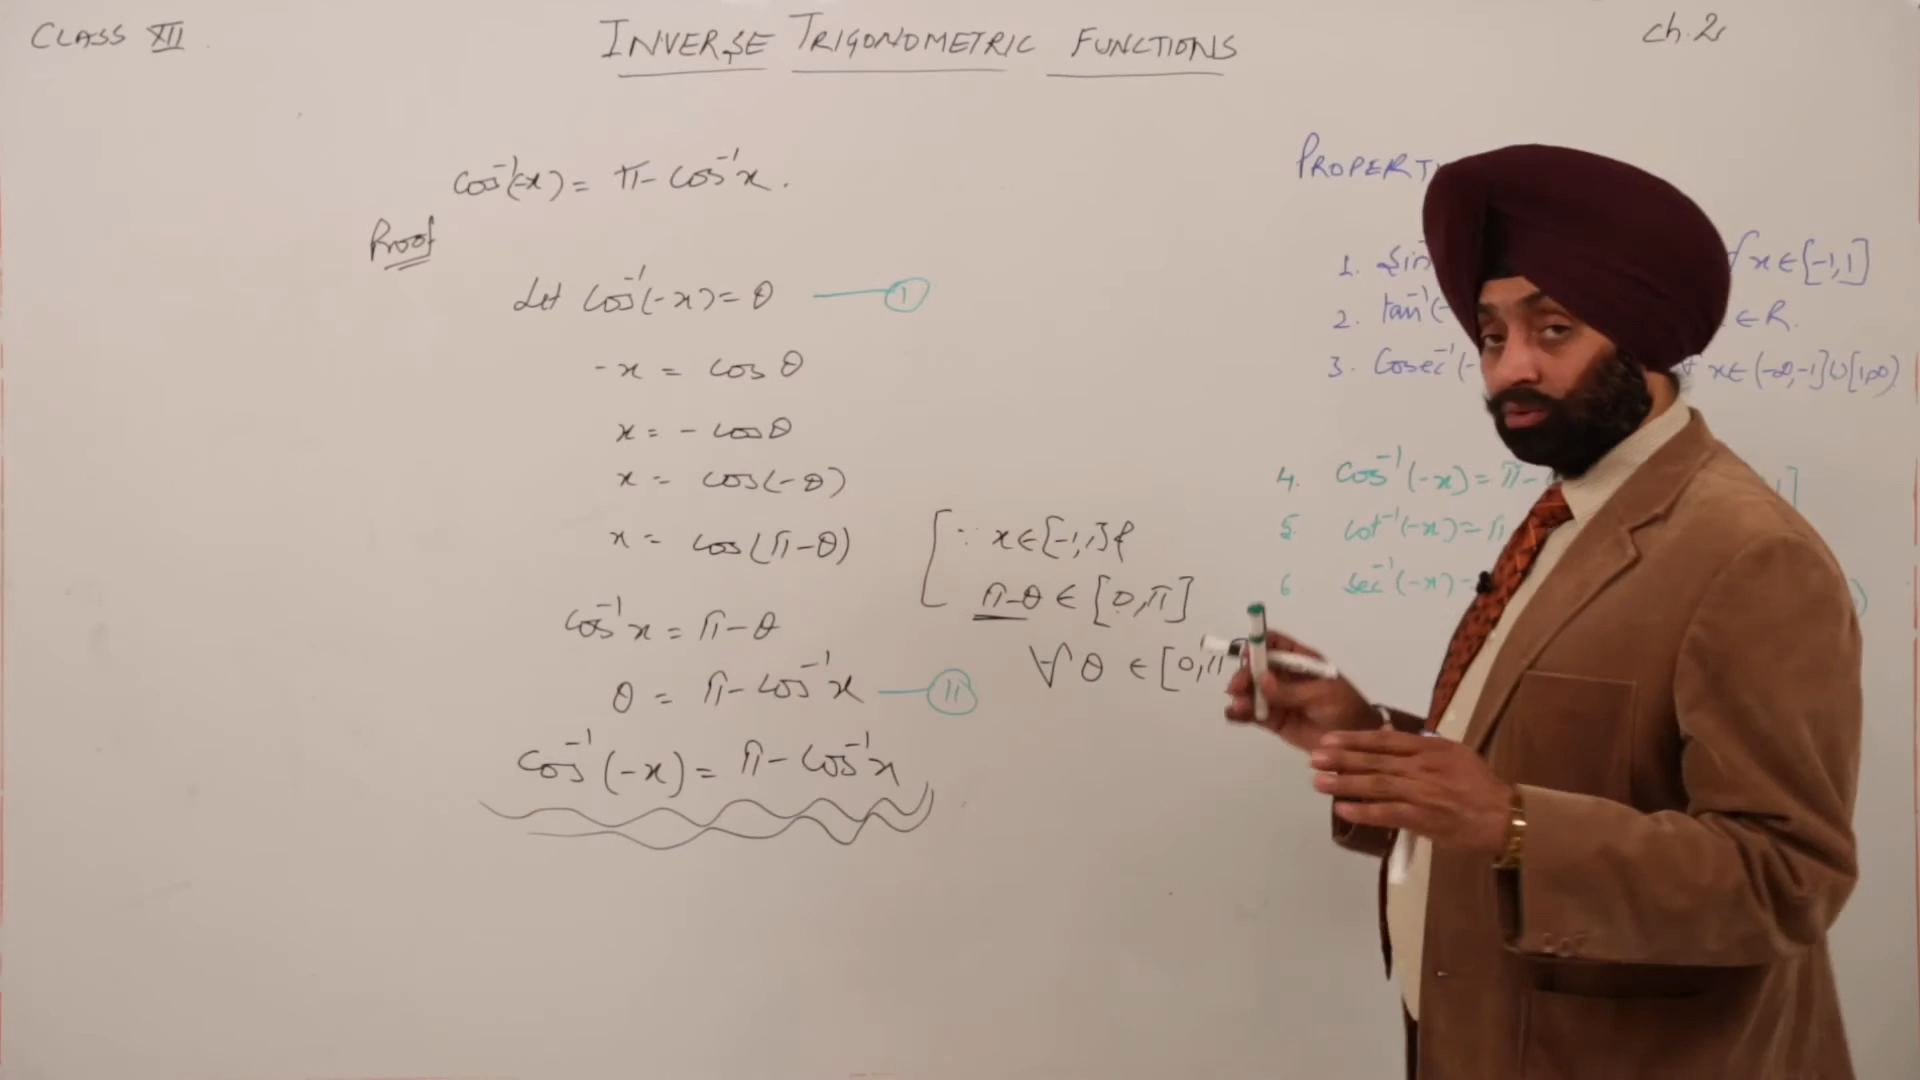 CLASS XII
INVERSE TRIGONOMETRIC FUNCTIONS
Ch. 2
cos⁻¹(-x) = π - cos⁻¹x.
Proof
Let cos⁻¹(-x) = θ — I
-x = cos θ
x = - cos θ
x = cos(-θ)
x = cos(π-θ) [∵ x∈[-1,1] &
π-θ ∈ [0,π]
∀ θ ∈ [0,π
cos⁻¹x = π-θ
θ = π - cos⁻¹x — II
cos⁻¹(-x) = π - cos⁻¹x
PROPERT
1. Sin⁻ x∈[-1,1]
2. tan⁻¹(- ∈R.
3. Cosec⁻¹(- x∈(-∞,-1]∪[1,∞)
4. cos⁻¹(-x) = π- 1]
5. cot⁻¹(-x) = π
6. sec⁻¹(-x) )